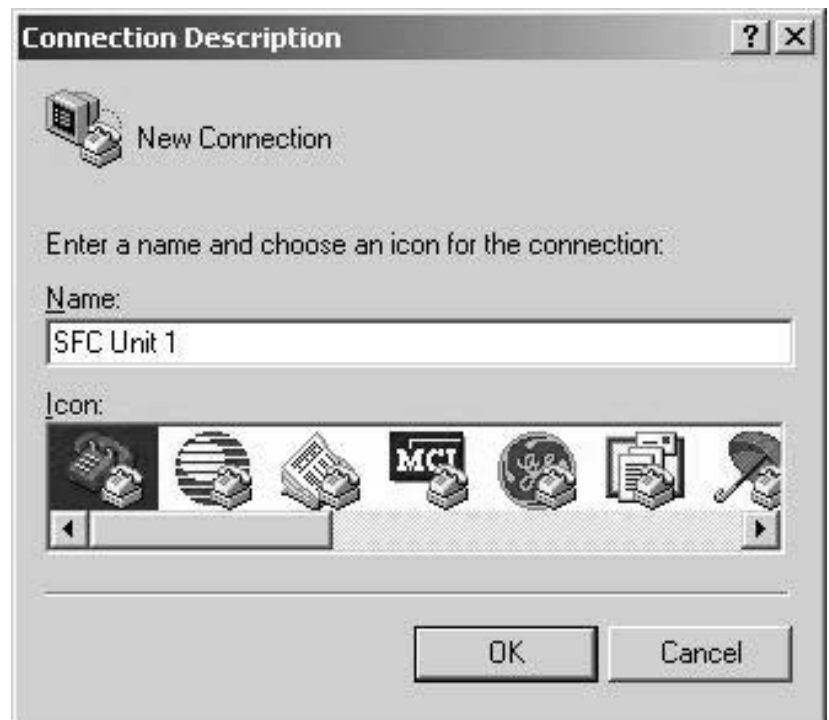 Connection Description
New Connection
Enter a name and choose an icon for the connection:
Name:
SFC Unit 1
Icon:
MCI
OK
Cancel